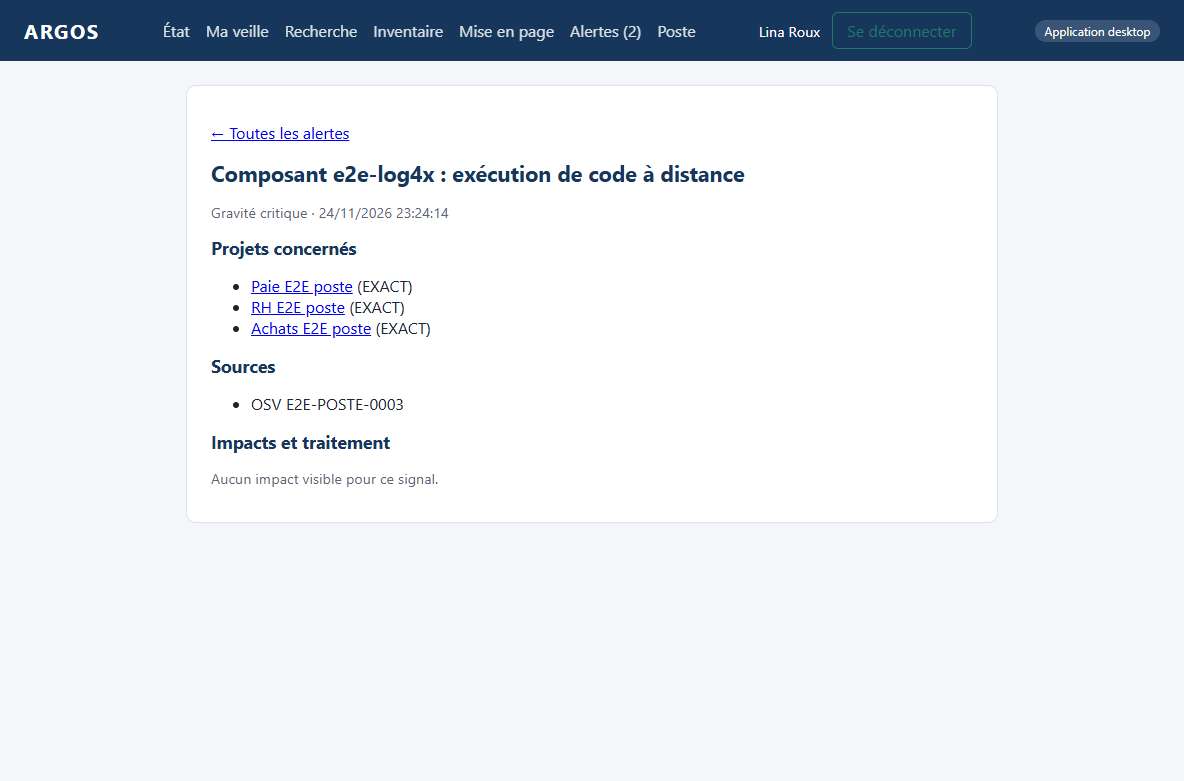 ARGOS État Ma veille Recherche Inventaire Mise en page Alertes (2) Poste Lina Roux Se déconnecter Application desktop
← Toutes les alertes
Composant e2e-log4x : exécution de code à distance
Gravité critique · 24/11/2026 23:24:14
Projets concernés
• Paie E2E poste (EXACT)
• RH E2E poste (EXACT)
• Achats E2E poste (EXACT)
Sources
• OSV E2E-POSTE-0003
Impacts et traitement
Aucun impact visible pour ce signal.